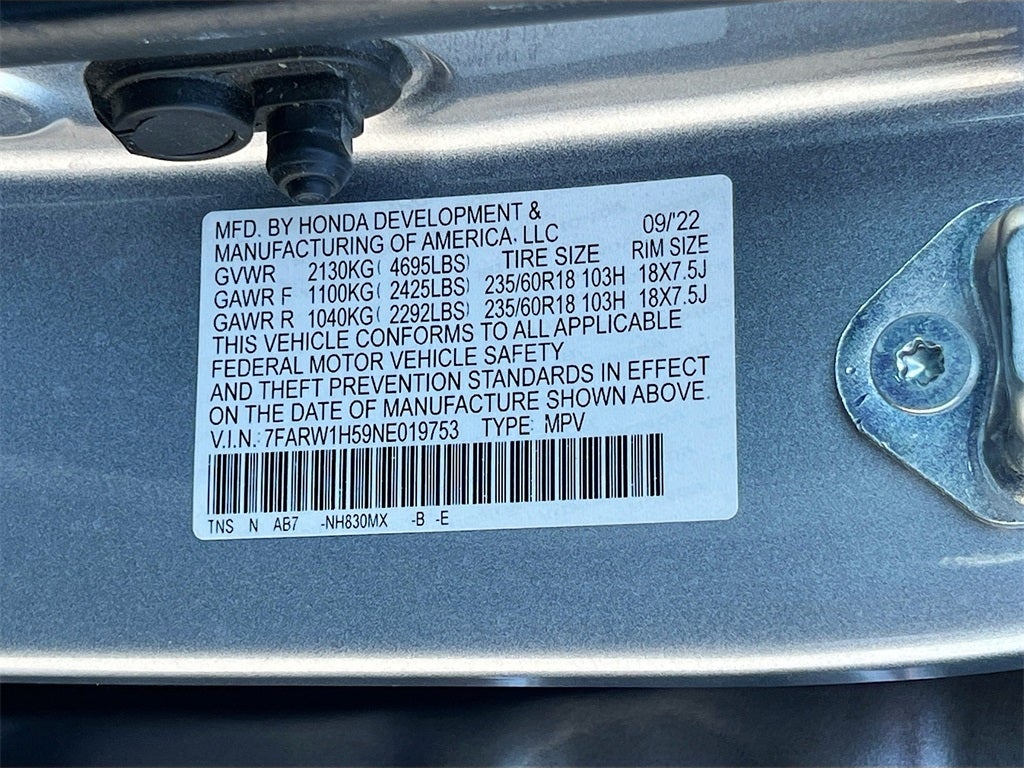 MFD. BY HONDA DEVELOPMENT &
MANUFACTURING OF AMERICA, LLC 09/'22
GVWR 2130KG( 4695LBS) TIRE SIZE RIM SIZE
GAWR F 1100KG( 2425LBS) 235/60R18 103H 18X7.5J
GAWR R 1040KG( 2292LBS) 235/60R18 103H 18X7.5J
THIS VEHICLE CONFORMS TO ALL APPLICABLE
FEDERAL MOTOR VEHICLE SAFETY
AND THEFT PREVENTION STANDARDS IN EFFECT
ON THE DATE OF MANUFACTURE SHOWN ABOVE.
V.I.N.: 7FARW1H59NE019753 TYPE: MPV
TNS N AB7 -NH830MX -B -E